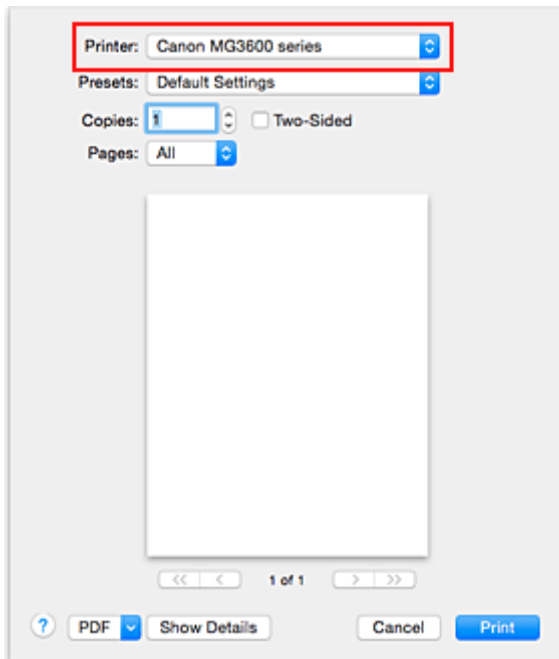 Printer: Canon MG3600 series
Presets: Default Settings
Copies: 1 Two-Sided
Pages: All
<< < 1 of 1 > >>
? PDF Show Details Cancel Print